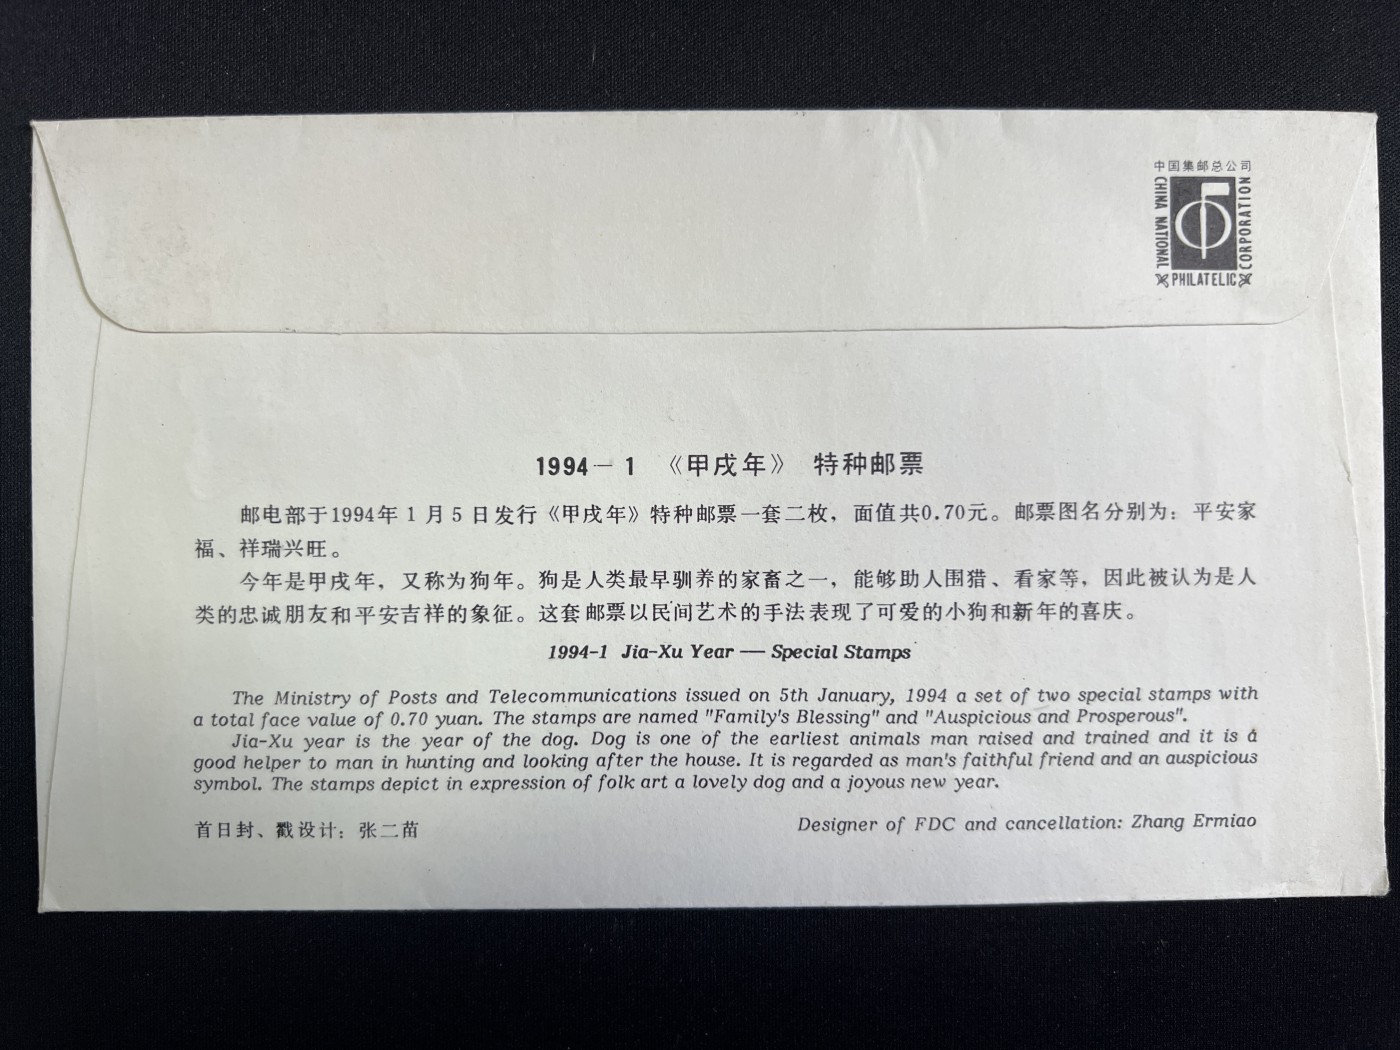 中国集邮总公司
CHINA NATIONAL
PHILATELIC
CORPORATION
1994—1 《甲戌年》 特种邮票
邮电部于1994年1月5日发行《甲戌年》特种邮票一套二枚，面值共0.70元。邮票图名分别为：平安家
福、祥瑞兴旺。
今年是甲戌年，又称为狗年。狗是人类最早驯养的家畜之一，能够助人围猎、看家等，因此被认为是人
类的忠诚朋友和平安吉祥的象征。这套邮票以民间艺术的手法表现了可爱的小狗和新年的喜庆。
1994-1 Jia-Xu Year — Special Stamps
The Ministry of Posts and Telecommunications issued on 5th January, 1994 a set of two special stamps with
a total face value of 0.70 yuan. The stamps are named "Family's Blessing" and "Auspicious and Prosperous".
Jia-Xu year is the year of the dog. Dog is one of the earliest animals man raised and trained and it is a
good helper to man in hunting and looking after the house. It is regarded as man's faithful friend and an auspicious
symbol. The stamps depict in expression of folk art a lovely dog and a joyous new year.
首日封、戳设计：张二苗
Designer of FDC and cancellation: Zhang Ermiao